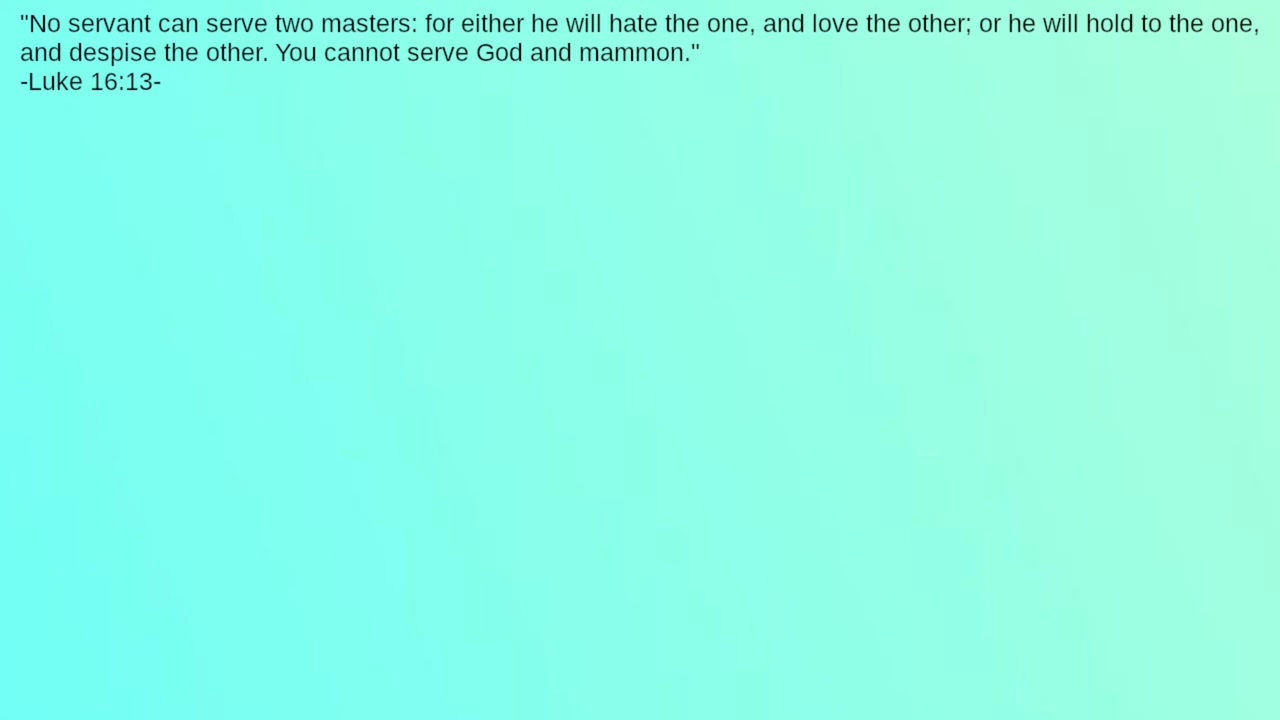 "No servant can serve two masters: for either he will hate the one, and love the other; or he will hold to the one,
and despise the other. You cannot serve God and mammon."
-Luke 16:13-